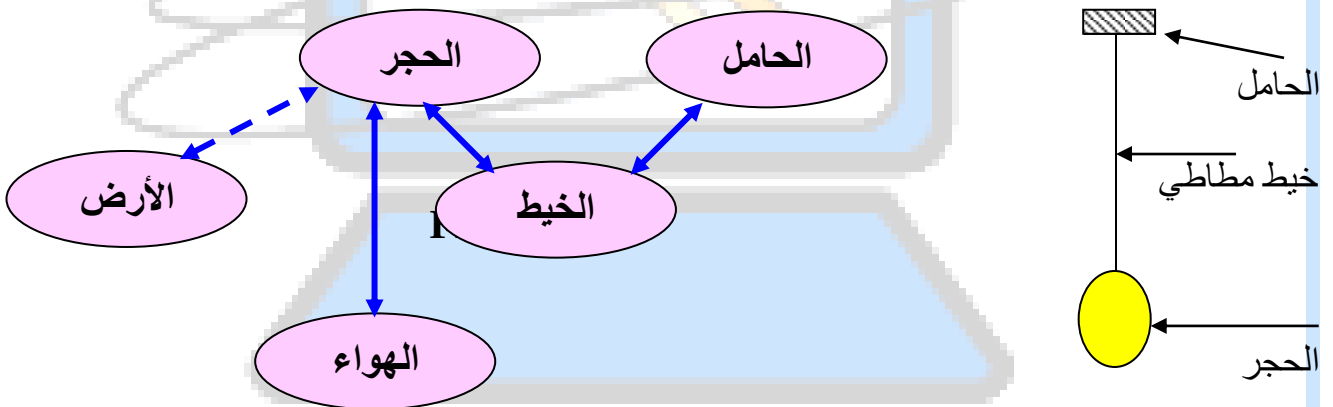 الحامل
الحجر
الحامل
خيط مطاطي
الأرض
الخيط
الهواء
الحجر